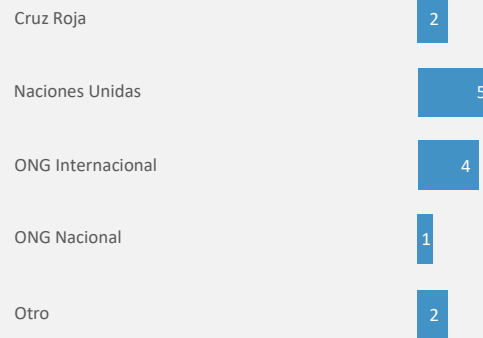 Cruz Roja 2
Naciones Unidas 5
ONG Internacional 4
ONG Nacional 1
Otro 2